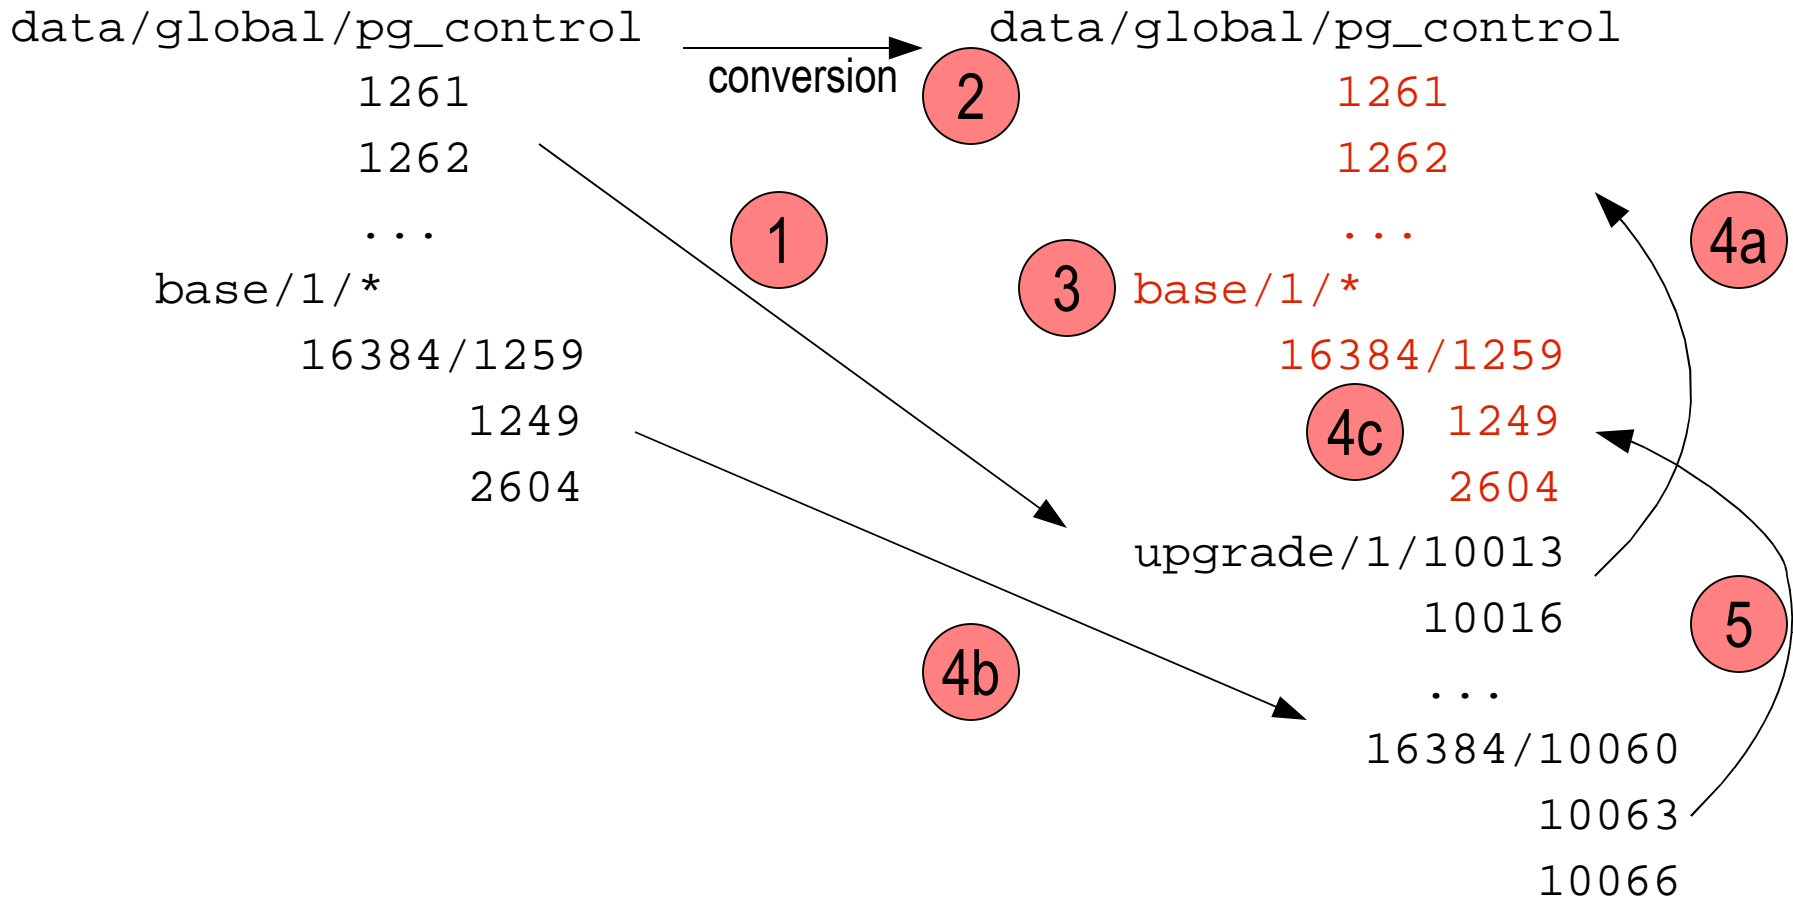 data/global/pg_control
1261
1262
...
base/1/*
16384/1259
1249
2604
conversion
2
1
4b
data/global/pg_control
1261
1262
...
3 base/1/*
16384/1259
4c 1249
2604
upgrade/1/10013
10016
...
16384/10060
10063
10066
4a
5